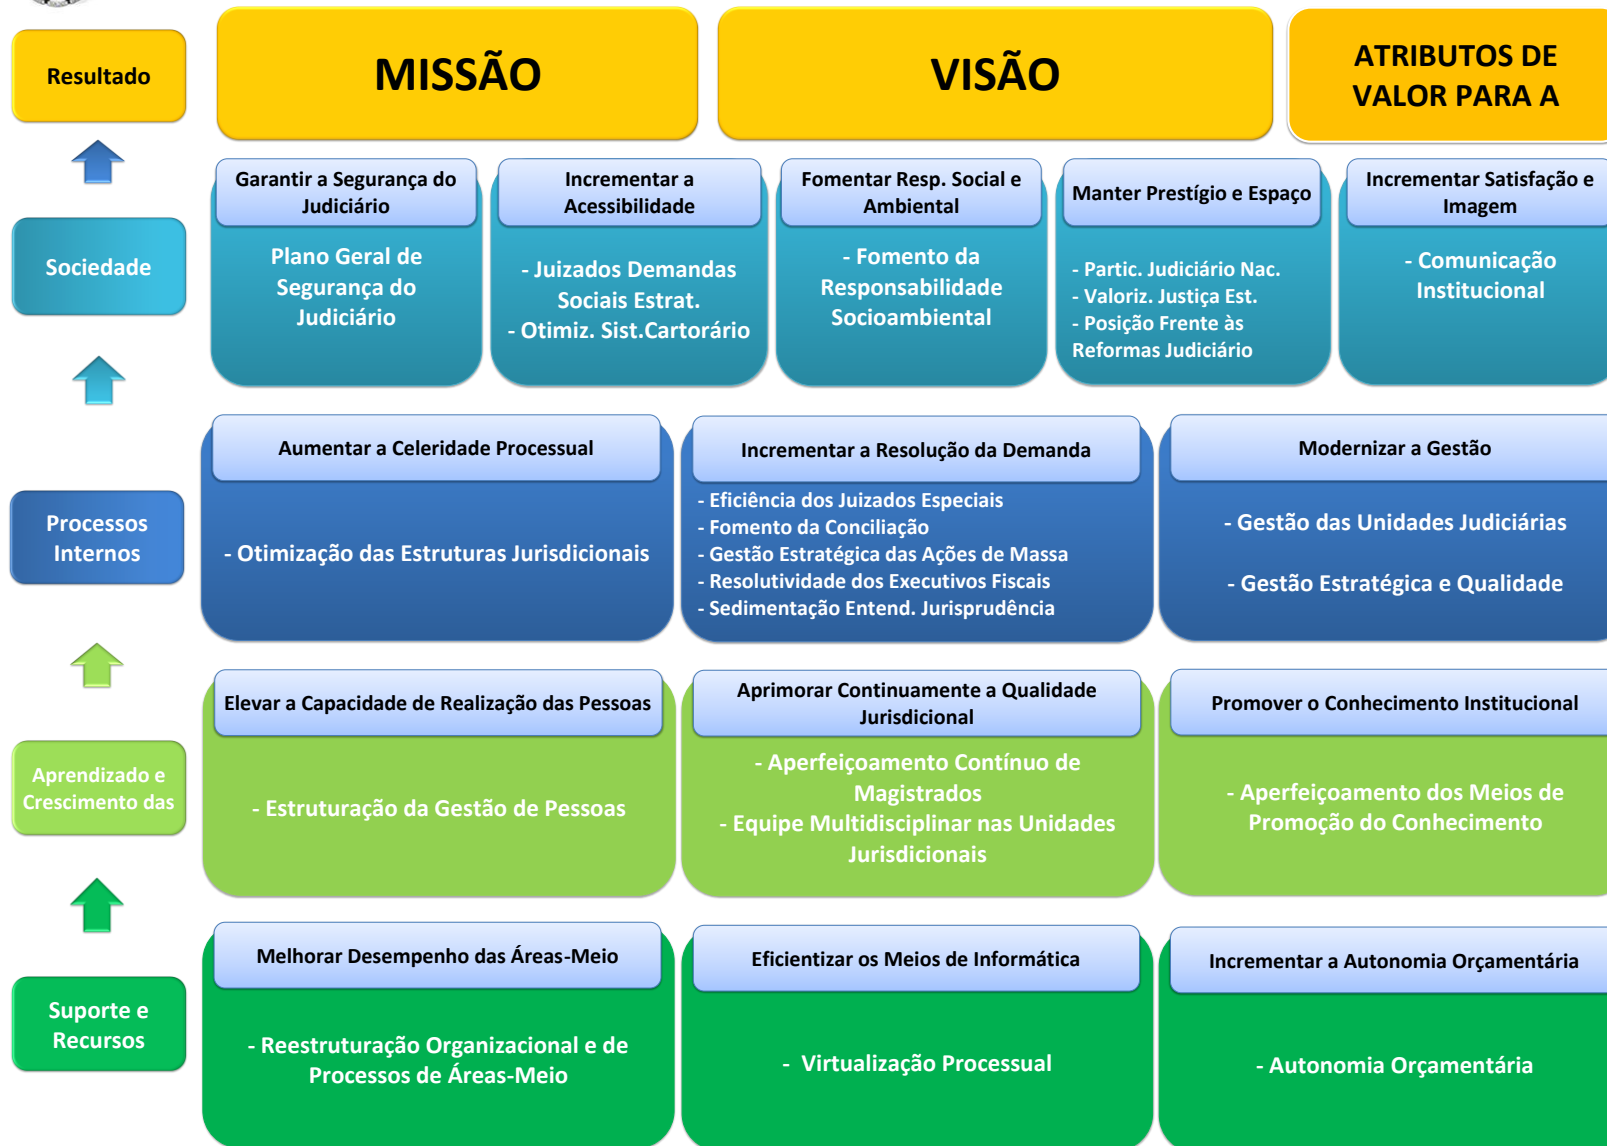 Resultado
MISSÃO
VISÃO
ATRIBUTOS DE
VALOR PARA A
Sociedade
Garantir a Segurança do
Judiciário
Plano Geral de
Segurança do
Judiciário
Incrementar a
Acessibilidade
- Juizados Demandas
Sociais Estrat.
- Otimiz. Sist.Cartorário
Fomentar Resp. Social e
Ambiental
- Fomento da
Responsabilidade
Socioambiental
Manter Prestígio e Espaço
- Partic. Judiciário Nac.
- Valoriz. Justiça Est.
- Posição Frente às
Reformas Judiciário
Incrementar Satisfação e
Imagem
- Comunicação
Institucional
Processos
Internos
Aumentar a Celeridade Processual
- Otimização das Estruturas Jurisdicionais
Incrementar a Resolução da Demanda
- Eficiência dos Juizados Especiais
- Fomento da Conciliação
- Gestão Estratégica das Ações de Massa
- Resolutividade dos Executivos Fiscais
- Sedimentação Entend. Jurisprudência
Modernizar a Gestão
- Gestão das Unidades Judiciárias
- Gestão Estratégica e Qualidade
Aprendizado e
Crescimento das
Elevar a Capacidade de Realização das Pessoas
- Estruturação da Gestão de Pessoas
Aprimorar Continuamente a Qualidade
Jurisdicional
- Aperfeiçoamento Contínuo de
Magistrados
- Equipe Multidisciplinar nas Unidades
Jurisdicionais
Promover o Conhecimento Institucional
- Aperfeiçoamento dos Meios de
Promoção do Conhecimento
Suporte e
Recursos
Melhorar Desempenho das Áreas-Meio
- Reestruturação Organizacional e de
Processos de Áreas-Meio
Eficientizar os Meios de Informática
- Virtualização Processual
Incrementar a Autonomia Orçamentária
- Autonomia Orçamentária